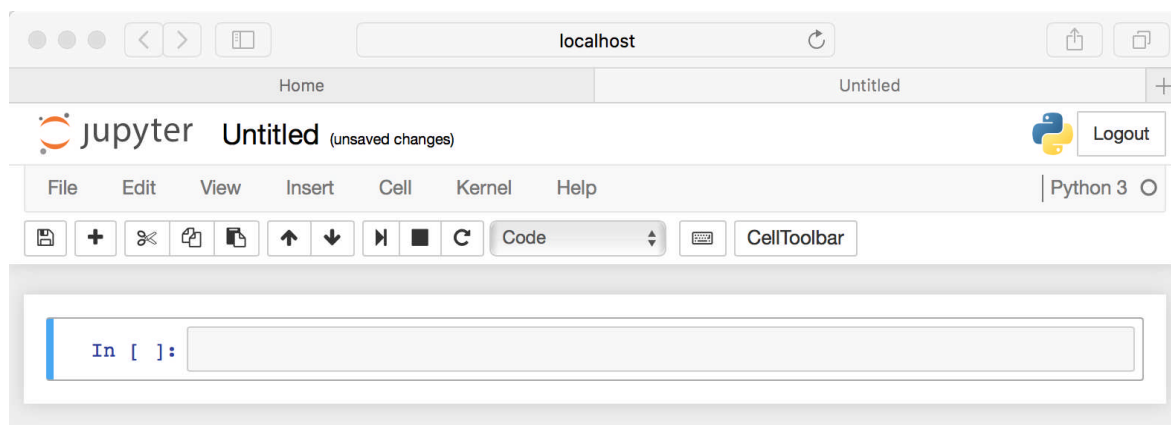 localhost
Home Untitled
jupyter Untitled (unsaved changes) Logout
File Edit View Insert Cell Kernel Help Python 3
Code CellToolbar
In [ ]: